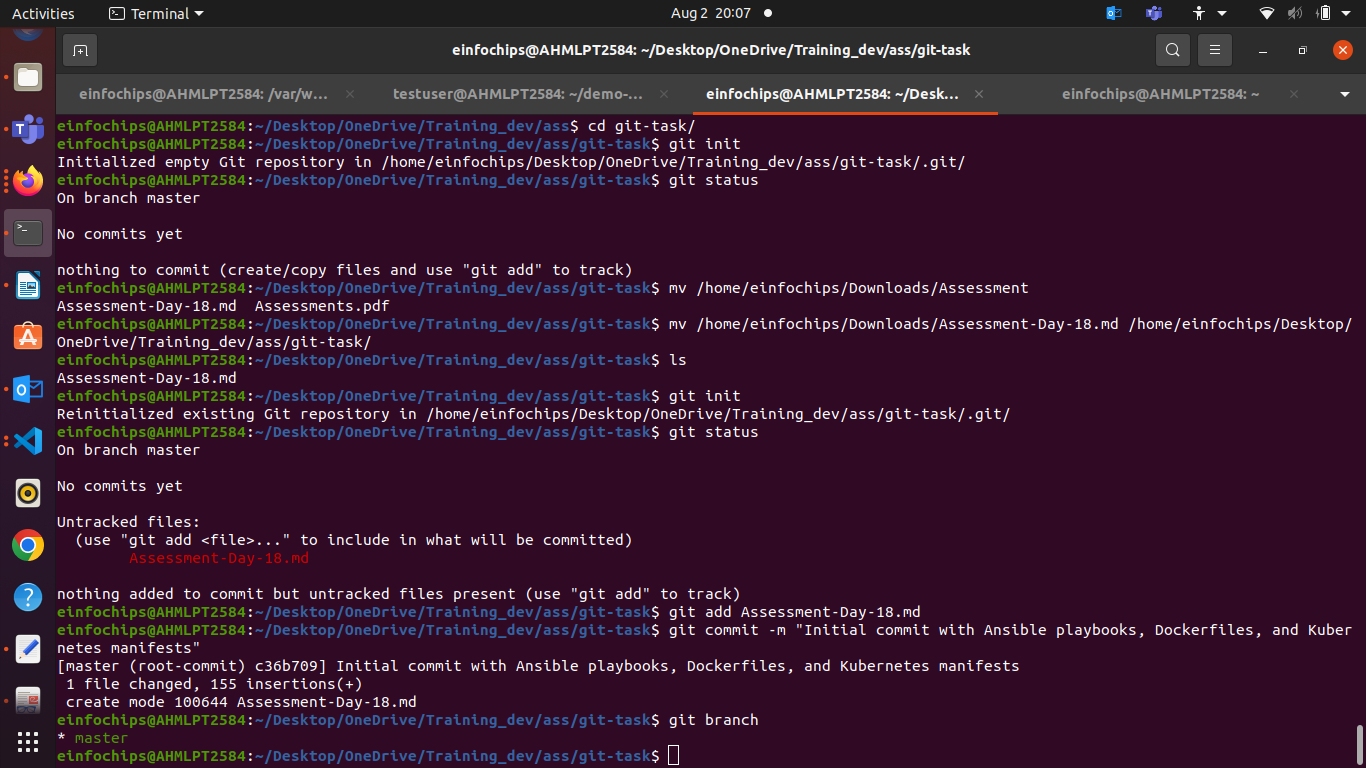 Activities Terminal Aug 2 20:07
einfochips@AHMLPT2584: ~/Desktop/OneDrive/Training_dev/ass/git-task
einfochips@AHMLPT2584: /var/w... testuser@AHMLPT2584: ~/demo-... einfochips@AHMLPT2584: ~/Desk... einfochips@AHMLPT2584: ~
einfochips@AHMLPT2584:~/Desktop/OneDrive/Training_dev/ass$ cd git-task/
einfochips@AHMLPT2584:~/Desktop/OneDrive/Training_dev/ass/git-task$ git init
Initialized empty Git repository in /home/einfochips/Desktop/OneDrive/Training_dev/ass/git-task/.git/
einfochips@AHMLPT2584:~/Desktop/OneDrive/Training_dev/ass/git-task$ git status
On branch master
No commits yet
nothing to commit (create/copy files and use "git add" to track)
einfochips@AHMLPT2584:~/Desktop/OneDrive/Training_dev/ass/git-task$ mv /home/einfochips/Downloads/Assessment
Assessment-Day-18.md  Assessments.pdf
einfochips@AHMLPT2584:~/Desktop/OneDrive/Training_dev/ass/git-task$ mv /home/einfochips/Downloads/Assessment-Day-18.md /home/einfochips/Desktop/
OneDrive/Training_dev/ass/git-task/
einfochips@AHMLPT2584:~/Desktop/OneDrive/Training_dev/ass/git-task$ ls
Assessment-Day-18.md
einfochips@AHMLPT2584:~/Desktop/OneDrive/Training_dev/ass/git-task$ git init
Reinitialized existing Git repository in /home/einfochips/Desktop/OneDrive/Training_dev/ass/git-task/.git/
einfochips@AHMLPT2584:~/Desktop/OneDrive/Training_dev/ass/git-task$ git status
On branch master
No commits yet
Untracked files:
(use "git add <file>..." to include in what will be committed)
Assessment-Day-18.md
nothing added to commit but untracked files present (use "git add" to track)
einfochips@AHMLPT2584:~/Desktop/OneDrive/Training_dev/ass/git-task$ git add Assessment-Day-18.md
einfochips@AHMLPT2584:~/Desktop/OneDrive/Training_dev/ass/git-task$ git commit -m "Initial commit with Ansible playbooks, Dockerfiles, and Kuber
netes manifests"
[master (root-commit) c36b709] Initial commit with Ansible playbooks, Dockerfiles, and Kubernetes manifests
1 file changed, 155 insertions(+)
create mode 100644 Assessment-Day-18.md
einfochips@AHMLPT2584:~/Desktop/OneDrive/Training_dev/ass/git-task$ git branch
* master
einfochips@AHMLPT2584:~/Desktop/OneDrive/Training_dev/ass/git-task$